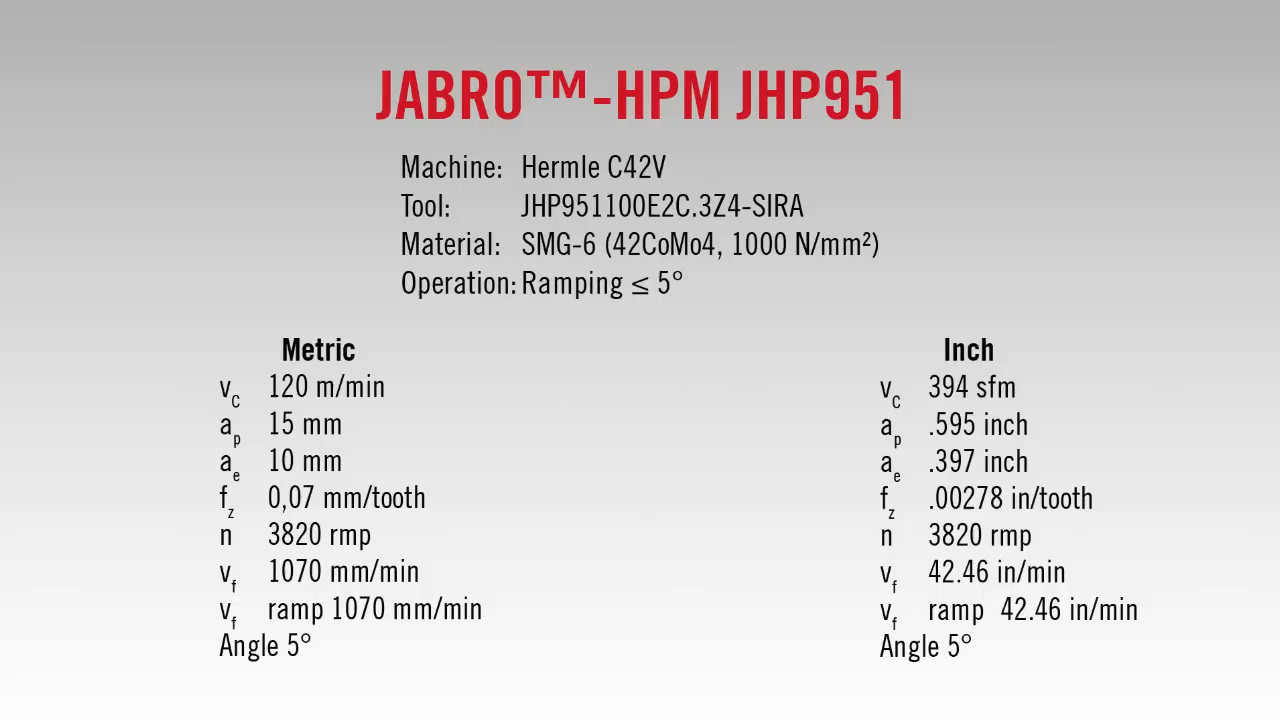 JABRO™-HPM JHP951
Machine: Hermle C42V
Tool: JHP951100E2C.3Z4-SIRA
Material: SMG-6 (42CoMo4, 1000 N/mm²)
Operation: Ramping ≤ 5°
Metric
vc 120 m/min
ap 15 mm
ae 10 mm
fz 0,07 mm/tooth
n 3820 rmp
vf 1070 mm/min
vf ramp 1070 mm/min
Angle 5°
Inch
vc 394 sfm
ap .595 inch
ae .397 inch
fz .00278 in/tooth
n 3820 rmp
vf 42.46 in/min
vf ramp 42.46 in/min
Angle 5°